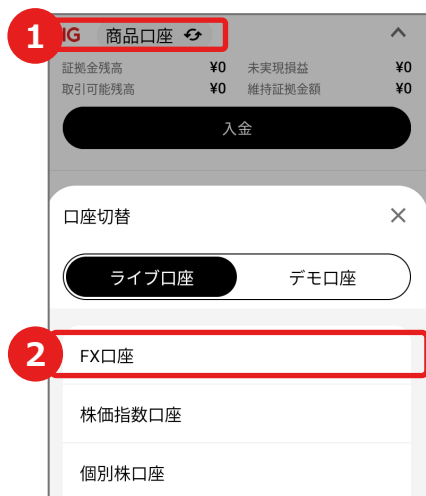 1
IG 商品口座
証拠金残高 ¥0 未実現損益 ¥0
取引可能残高 ¥0 維持証拠金額 ¥0
入金
口座切替
ライブ口座 デモ口座
2
FX口座
株価指数口座
個別株口座